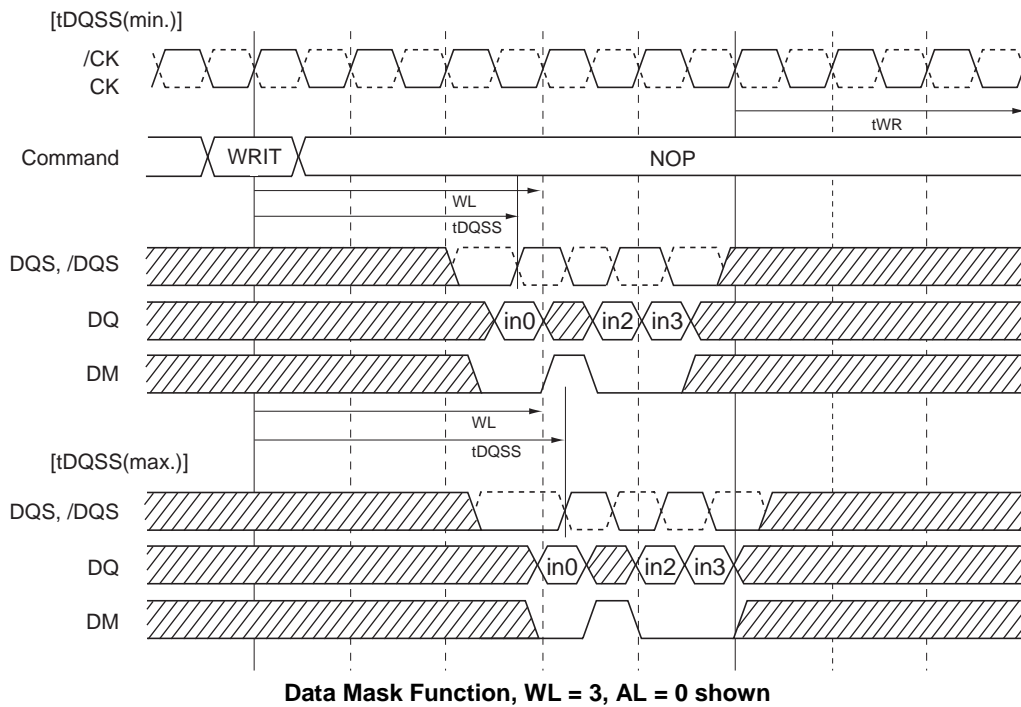 [tDQSS(min.)]
/CK
CK
tWR
Command
WRIT
NOP
WL
tDQSS
DQS, /DQS
DQ
in0
in2
in3
DM
WL
tDQSS
[tDQSS(max.)]
DQS, /DQS
DQ
in0
in2
in3
DM
Data Mask Function, WL = 3, AL = 0 shown